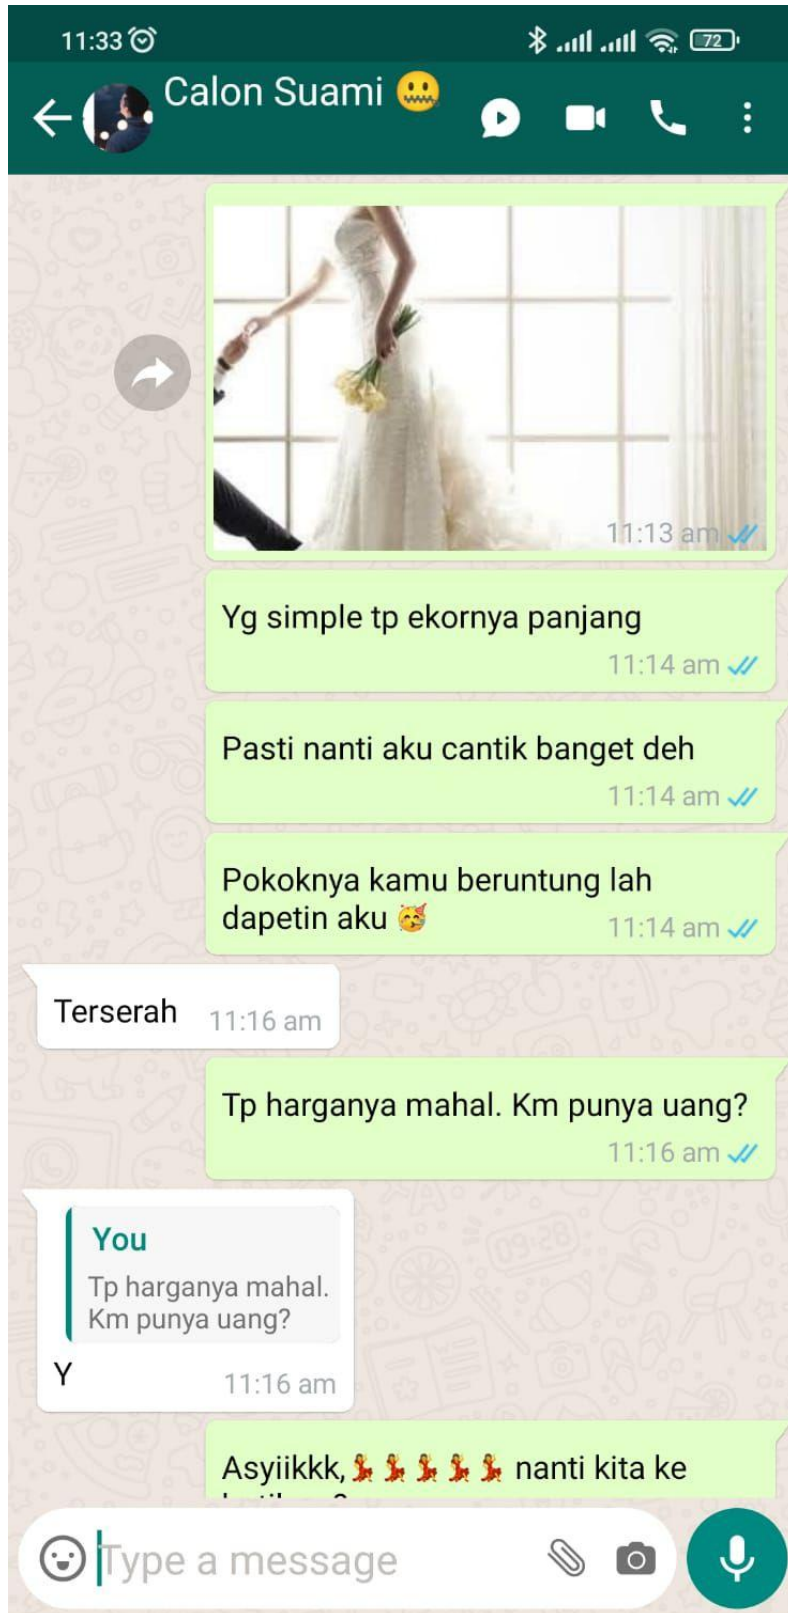 11:33
72
Calon Suami 🤐
11:13 am
Yg simple tp ekornya panjang
11:14 am
Pasti nanti aku cantik banget deh
11:14 am
Pokoknya kamu beruntung lah
dapetin aku 🥳 11:14 am
Terserah 11:16 am
Tp harganya mahal. Km punya uang?
11:16 am
You
Tp harganya mahal.
Km punya uang?
Y 11:16 am
Asyiikkk,💃💃💃💃💃 nanti kita ke
Type a message